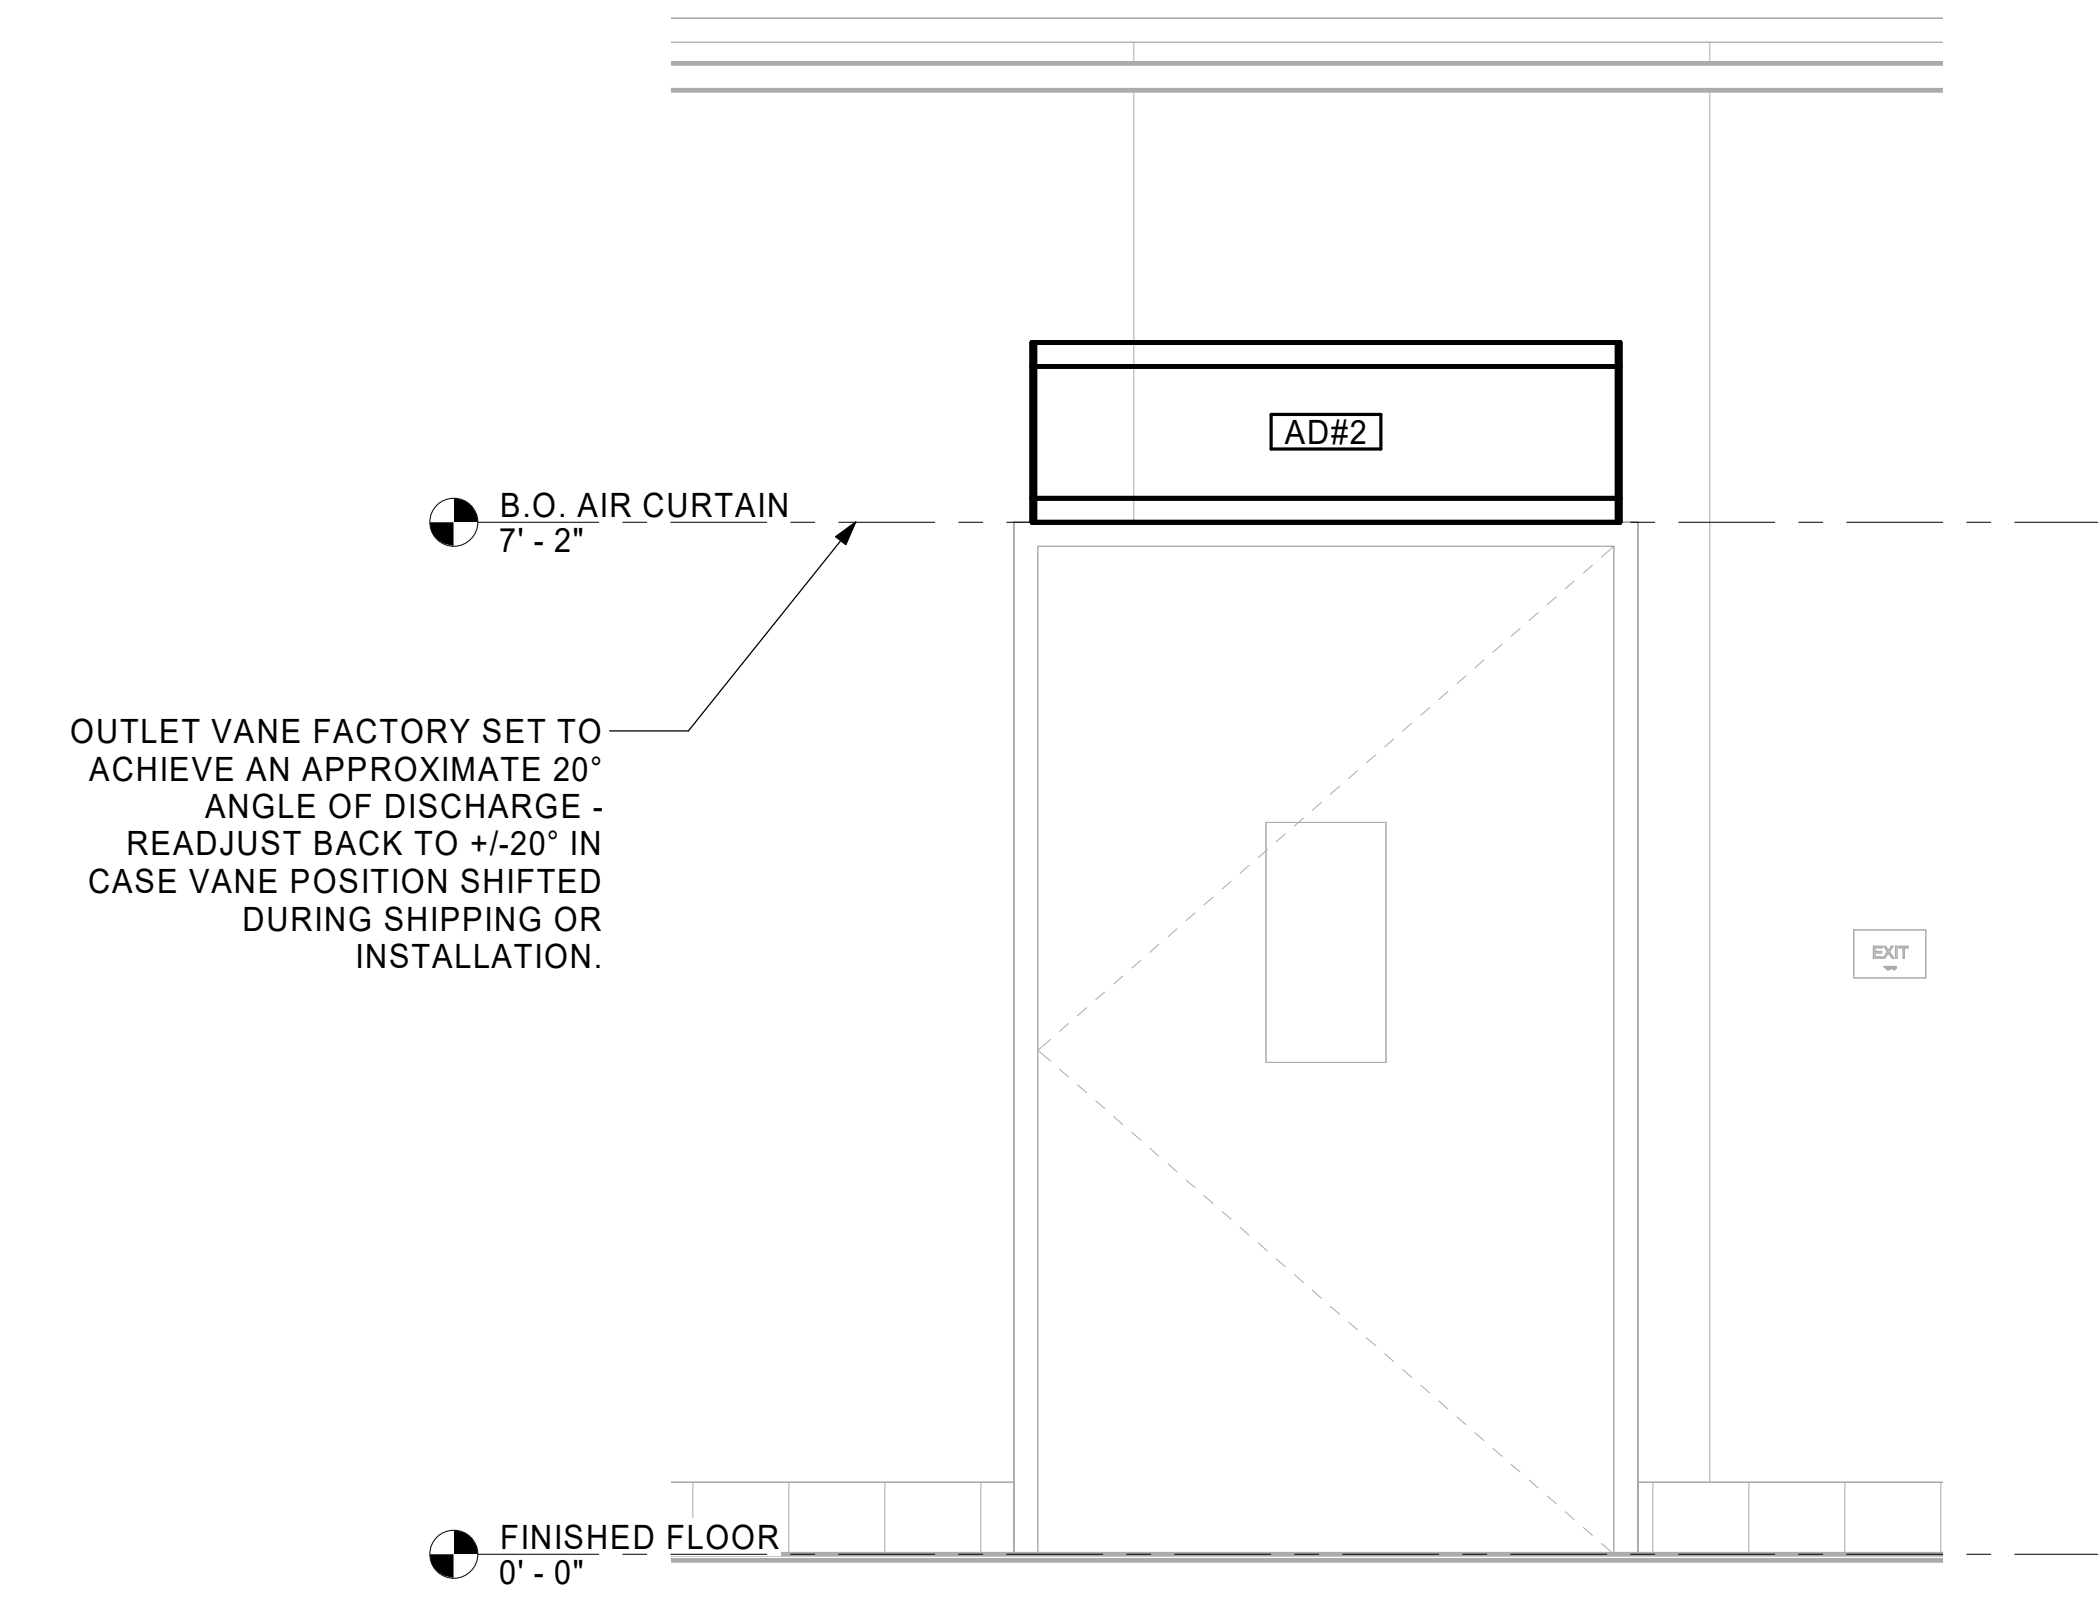 AD#2
B.O. AIR CURTAIN
7' - 2"
OUTLET VANE FACTORY SET TO
ACHIEVE AN APPROXIMATE 20°
ANGLE OF DISCHARGE -
READJUST BACK TO +/-20° IN
CASE VANE POSITION SHIFTED
DURING SHIPPING OR
INSTALLATION.
EXIT
FINISHED FLOOR
0' - 0"